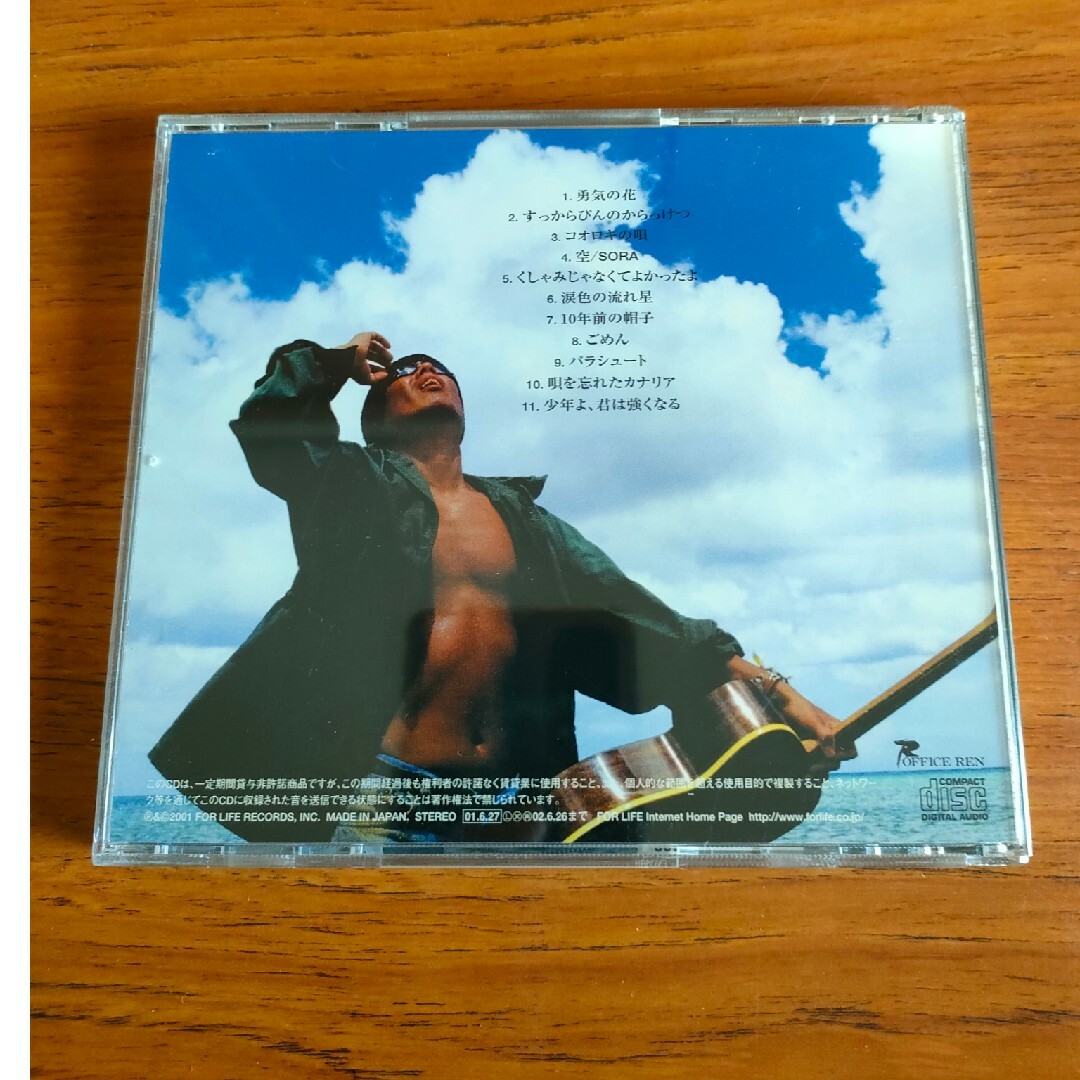 1. 勇気の花
2. すっからぴんのからっけつ
3. コオロギの唄
4. 空/SORA
5. くしゃみじゃなくてよかったよ
6. 涙色の流れ星
7. 10年前の帽子
8. ごめん
9. パラシュート
10. 唄を忘れたカナリア
11. 少年よ、君は強くなる
OFFICE REN
このCDは、一定期間貸与非許諾商品ですが、この期間経過後も権利者の許諾なく賃貸業に使用すること、個人的な範囲を超える使用目的で複製すること、ネットワー
ク等を通じてこのCDに収録された音を送信できる状態にすることは著作権法で禁じられています。
℗&©2001 FOR LIFE RECORDS, INC. MADE IN JAPAN. STEREO 01.6.27 Ⓛ Ⓧ 02.6.26まで FOR LIFE Internet Home Page http://www.forlife.co.jp/
COMPACT
disc
DIGITAL AUDIO